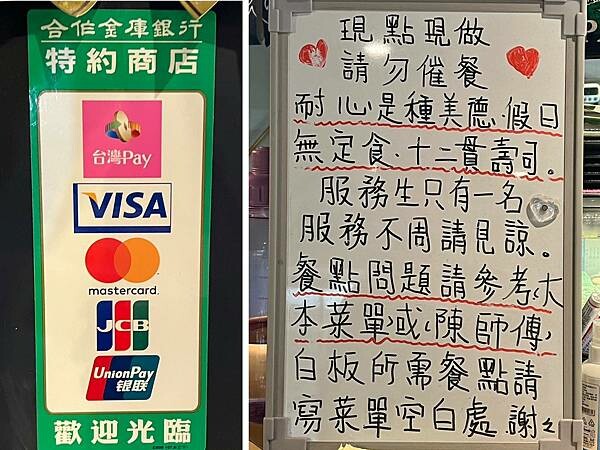 合作金庫銀行
特約商店
台灣Pay
VISA
mastercard.
JCB
UnionPay
银联
歡迎光臨
現點現做
請勿催餐
耐心是種美德、假日
無定食、十二貫壽司。
服務生只有一名
服務不周請見諒。
餐點問題請參考大
本菜單或陳師傅,
白板所需餐點請
寫菜單空白處 謝々